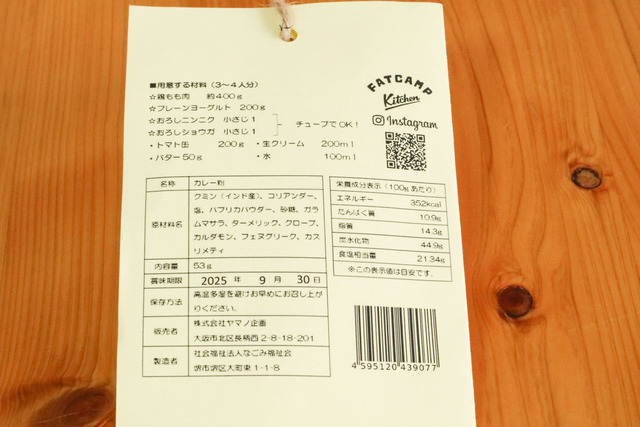 ■用意する材料（3～4人分）
☆鶏もも肉　約400g
☆プレーンヨーグルト　200g
☆おろしニンニク　小さじ1
☆おろしショウガ　小さじ1
チューブでOK！
・トマト缶　200g　・生クリーム　200ml
・バター50g　・水　100ml
FATCAMP
Kitchen
Instagram
名称　カレー粉
原材料名　クミン（インド産）、コリアンダー、
塩、パプリカパウダー、砂糖、ガラ
ムマサラ、ターメリック、クローブ、
カルダモン、フェヌグリーク、カス
リメティ
内容量　53g
賞味期限　2025 年 9 月 30日
保存方法　高温多湿を避けお早めにお召し上が
りください。
販売者　株式会社ヤマノ企画
大阪市北区長柄西2-8-18-201
製造者　社会福祉法人なごみ福祉会
堺市堺区大町東1-1-8
栄養成分表示（100gあたり）
エネルギー　352kcal
たんぱく質　10.9g
脂質　14.3g
炭水化物　44.9g
食塩相当量　21.34g
※この表示値は目安です。
4595120439077